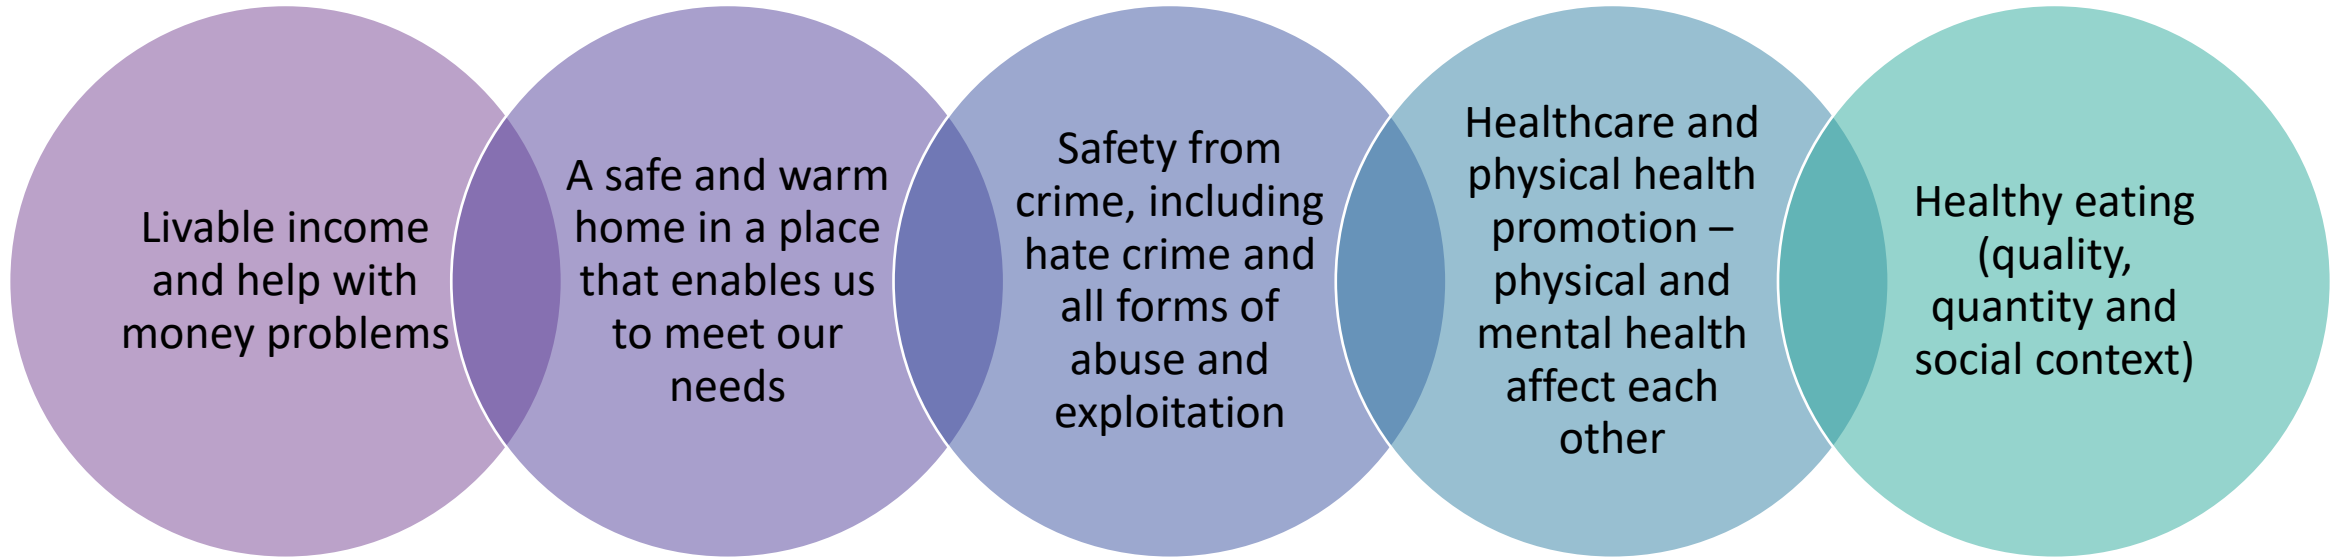 Livable income
and help with
money problems
A safe and warm
home in a place
that enables us
to meet our
needs
Safety from
crime, including
hate crime and
all forms of
abuse and
exploitation
Healthcare and
physical health
promotion –
physical and
mental health
affect each
other
Healthy eating
(quality,
quantity and
social context)